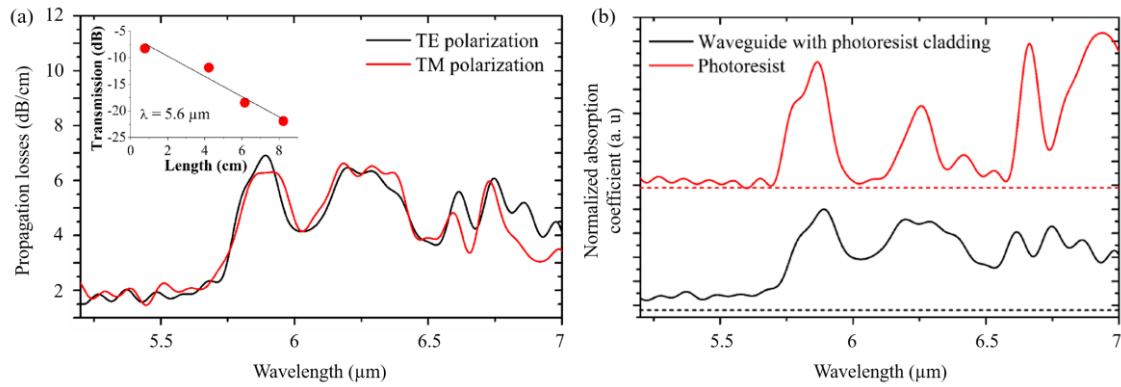 (a)
12
10
8
6
4
2
Propagation losses (dB/cm)
TE polarization
TM polarization
-5
-10
-15
-20
-25
Transmission (dB)
λ = 5.6 µm
0 2 4 6 8
Length (cm)
5.5 6 6.5 7
Wavelength (µm)
(b)
Normalized absorption
coefficient (a. u)
Waveguide with photoresist cladding
Photoresist
5.5 6 6.5 7
Wavelength (µm)